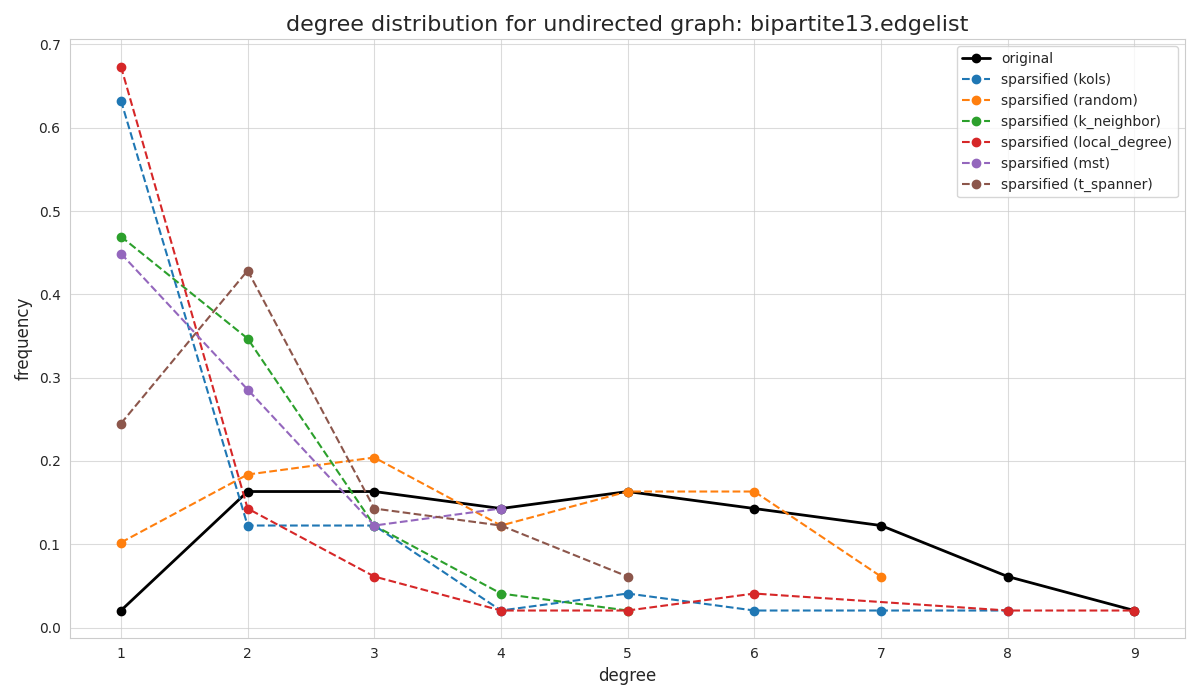 degree distribution for undirected graph: bipartite13.edgelist
0.7
0.6
0.5
0.4
0.3
0.2
0.1
0.0
frequency
original
sparsified (kols)
sparsified (random)
sparsified (k_neighbor)
sparsified (local_degree)
sparsified (mst)
sparsified (t_spanner)
1 2 3 4 5 6 7 8 9
degree